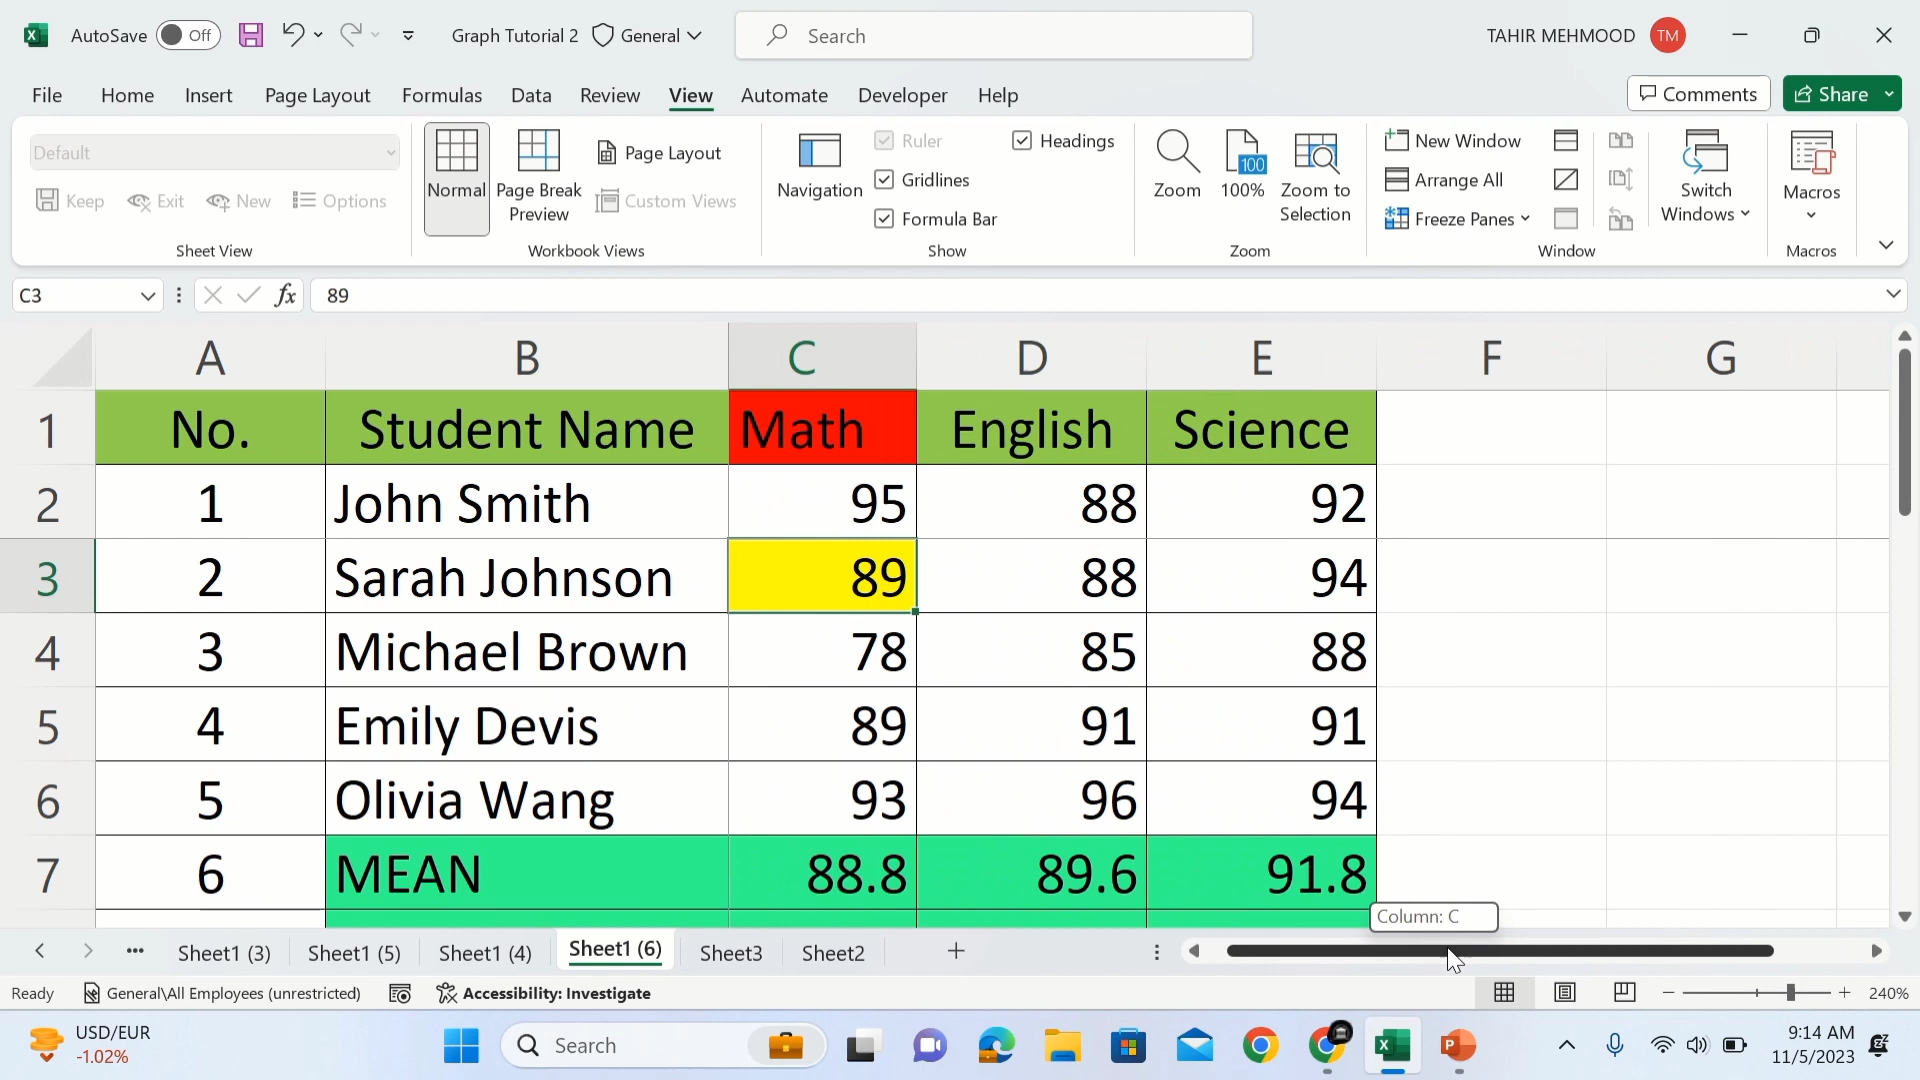 AutoSave Off Graph Tutorial 2 General Search TAHIR MEHMOOD TM
File Home Insert Page Layout Formulas Data Review View Automate Developer Help Comments Share
Default
Keep Exit New Options
Sheet View
Normal
Page Break Preview
Page Layout
Custom Views
Workbook Views
Navigation
Ruler
Gridlines
Formula Bar
Headings
Show
Zoom
100
100%
Zoom to Selection
Zoom
New Window
Arrange All
Freeze Panes
Switch Windows
Window
Macros
Macros
C3 fx 89
A B C D E F G
1 No. Student Name Math English Science
2 1 John Smith 95 88 92
3 2 Sarah Johnson 89 88 94
4 3 Michael Brown 78 85 88
5 4 Emily Devis 89 91 91
6 5 Olivia Wang 93 96 94
7 6 MEAN 88.8 89.6 91.8
Column: C
Sheet1 (3) Sheet1 (5) Sheet1 (4) Sheet1 (6) Sheet3 Sheet2
Ready General\All Employees (unrestricted) Accessibility: Investigate 240%
USD/EUR
-1.02%
Search
9:14 AM
11/5/2023